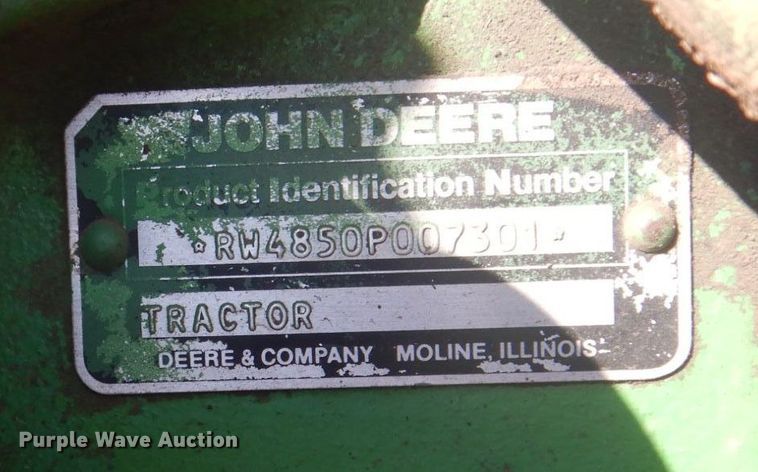 JOHN DEERE
Product Identification Number
*RW4850P007301*
TRACTOR
DEERE & COMPANY MOLINE, ILLINOIS
Purple Wave Auction